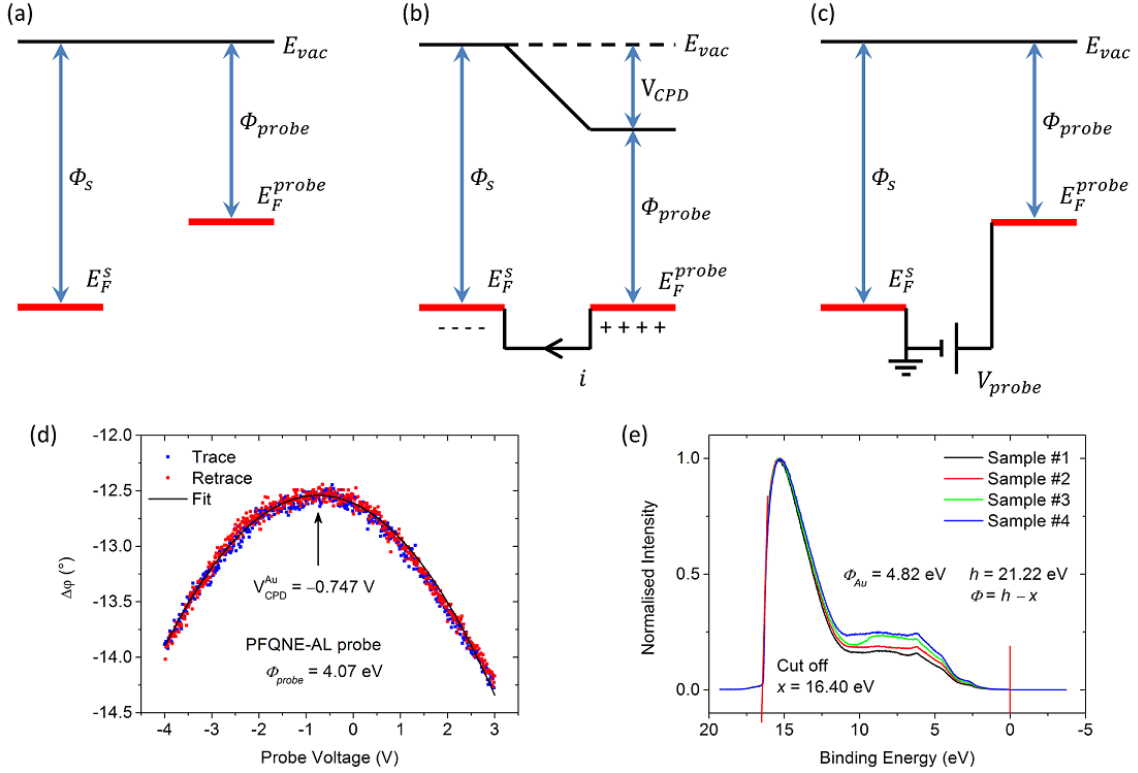 (a)
E_vac
Φ_probe
Φ_s
E_F^probe
E_F^s
(b)
E_vac
V_CPD
Φ_s
Φ_probe
E_F^s
E_F^probe
- - - -
+ + + +
i
(c)
E_vac
Φ_probe
Φ_s
E_F^probe
E_F^s
V_probe
(d)
-12.0
-12.5
-13.0
-13.5
-14.0
-14.5
Δφ (°)
Trace
Retrace
Fit
V_CPD^Au = −0.747 V
PFQNE-AL probe
Φ_probe = 4.07 eV
-4 -3 -2 -1 0 1 2 3
Probe Voltage (V)
(e)
1.0
0.5
0.0
Normalised Intensity
Sample #1
Sample #2
Sample #3
Sample #4
Φ_Au = 4.82 eV
h = 21.22 eV
Φ = h − x
Cut off
x = 16.40 eV
20 15 10 5 0 -5
Binding Energy (eV)